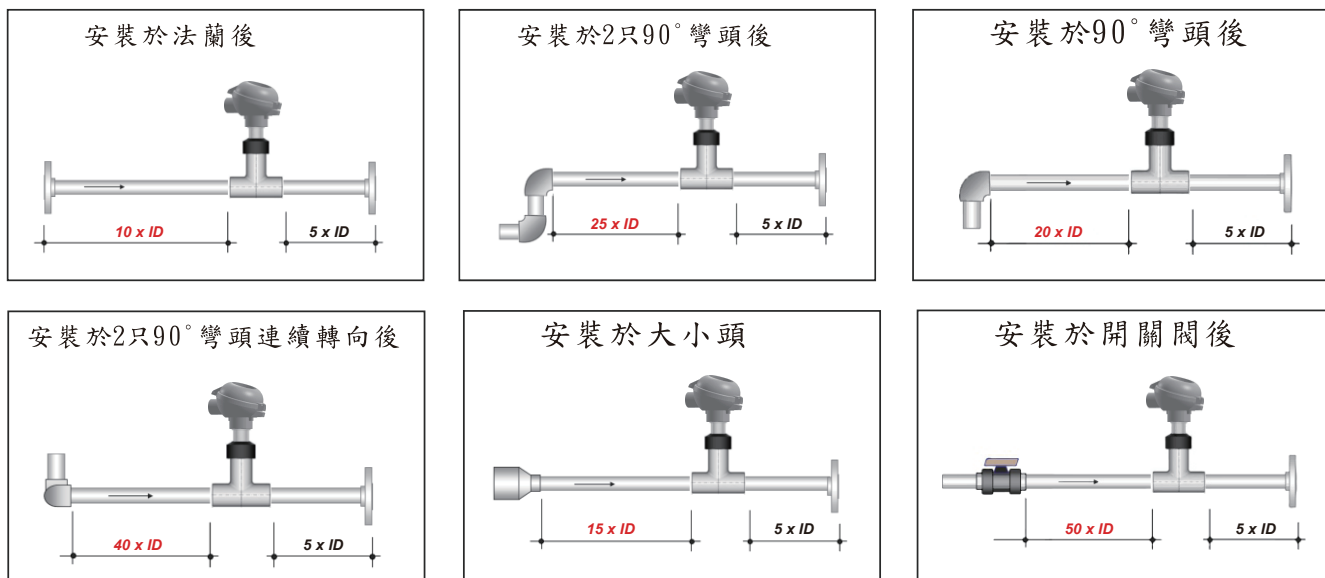 安裝於法蘭後
10 x ID
5 x ID
安裝於2只90°彎頭後
25 x ID
5 x ID
安裝於90°彎頭後
20 x ID
5 x ID
安裝於2只90°彎頭連續轉向後
40 x ID
5 x ID
安裝於大小頭
15 x ID
5 x ID
安裝於開關閥後
50 x ID
5 x ID